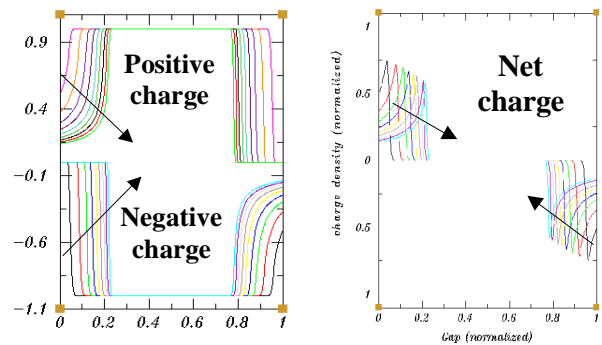 0.9
0.4
-0.1
-0.6
-1.1
0 0.2 0.4 0.6 0.8 1
Positive
charge
Negative
charge
charge density (normalized)
1
0.5
0
0.5
1
0 0.2 0.4 0.6 0.8 1
Gap (normalized)
Net
charge